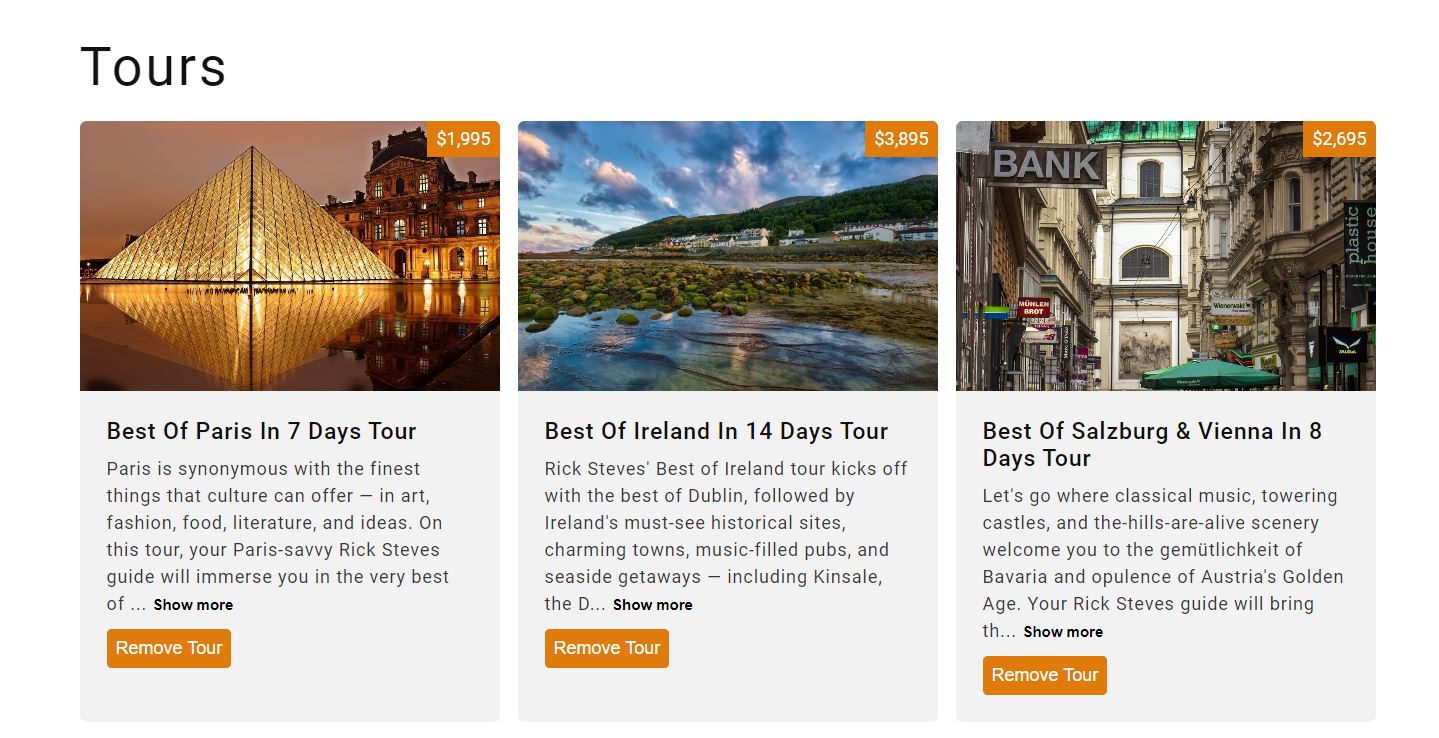 Tours
$1,995
$3,895
$2,695
BANK
plastic
house
MÜHLEN
BROT
Wienerwald
Best Of Paris In 7 Days Tour
Paris is synonymous with the finest
things that culture can offer — in art,
fashion, food, literature, and ideas. On
this tour, your Paris-savvy Rick Steves
guide will immerse you in the very best
of ... Show more
Remove Tour
Best Of Ireland In 14 Days Tour
Rick Steves' Best of Ireland tour kicks off
with the best of Dublin, followed by
Ireland's must-see historical sites,
charming towns, music-filled pubs, and
seaside getaways — including Kinsale,
the D... Show more
Remove Tour
Best Of Salzburg & Vienna In 8
Days Tour
Let's go where classical music, towering
castles, and the-hills-are-alive scenery
welcome you to the gemütlichkeit of
Bavaria and opulence of Austria's Golden
Age. Your Rick Steves guide will bring
th... Show more
Remove Tour